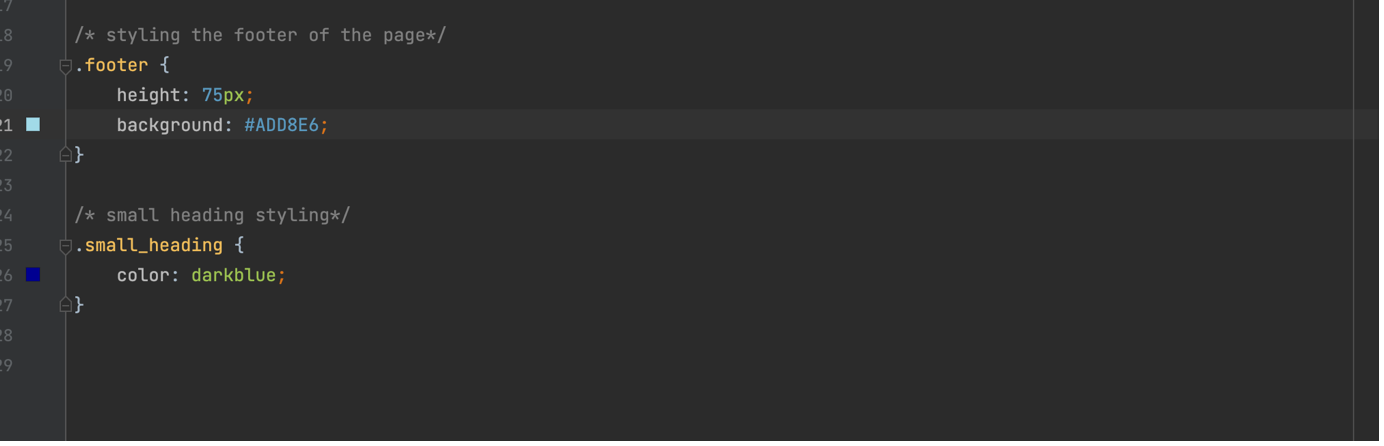 17
18 /* styling the footer of the page*/
19 .footer {
20 height: 75px;
21 background: #ADD8E6;
22 }
23
24 /* small heading styling*/
25 .small_heading {
26 color: darkblue;
27 }
28
29